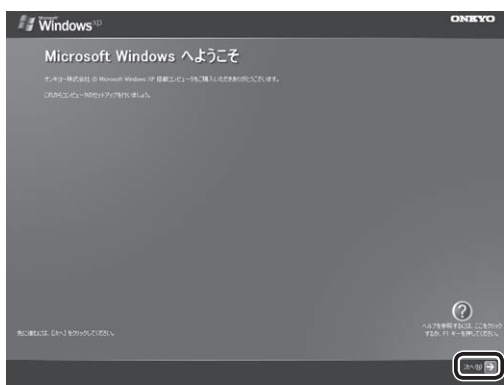 Microsoft
Windows xp
ONKYO
Microsoft Windows へようこそ
オンキヨー株式会社 の Microsoft Windows XP 搭載コンピュータをご購入いただきありがとうございます。
これからコンピュータのセットアップを行いましょう。
ヘルプを参照するには、ここをクリック
するか、F1 キーを押してください。
先に進むには、[次へ] をクリックしてください。
次へ(N)